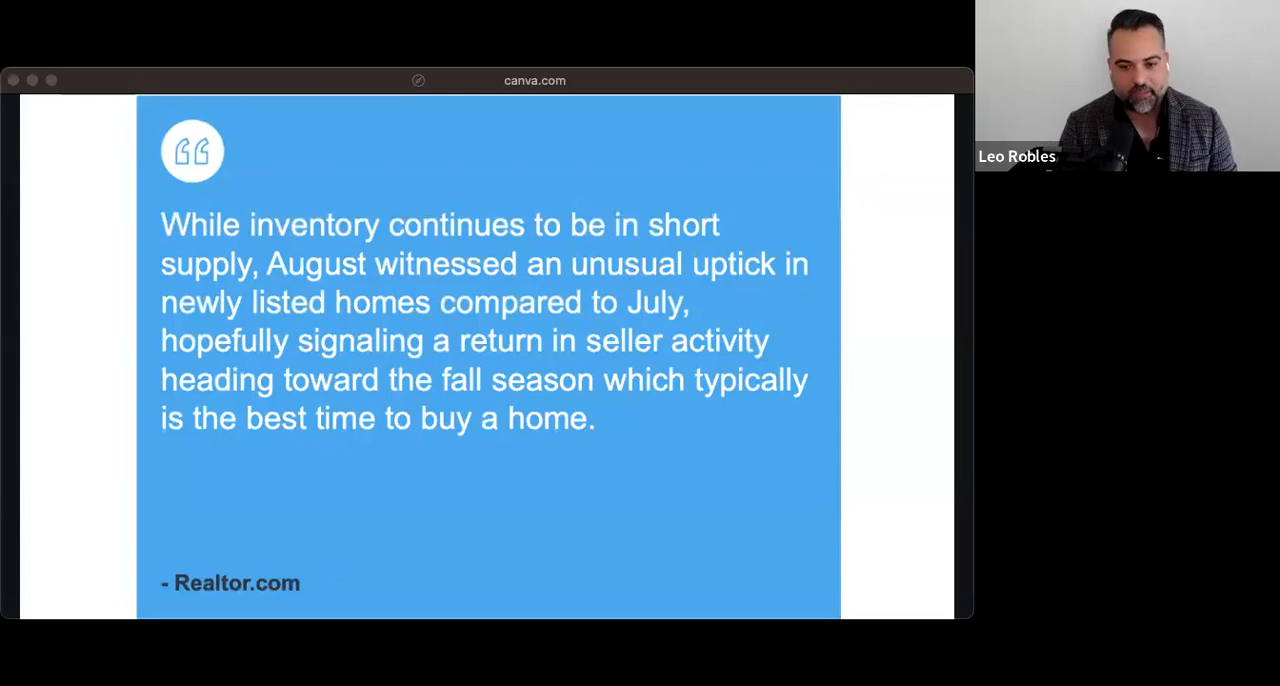 canva.com
While inventory continues to be in short
supply, August witnessed an unusual uptick in
newly listed homes compared to July,
hopefully signaling a return in seller activity
heading toward the fall season which typically
is the best time to buy a home.
- Realtor.com
Leo Robles